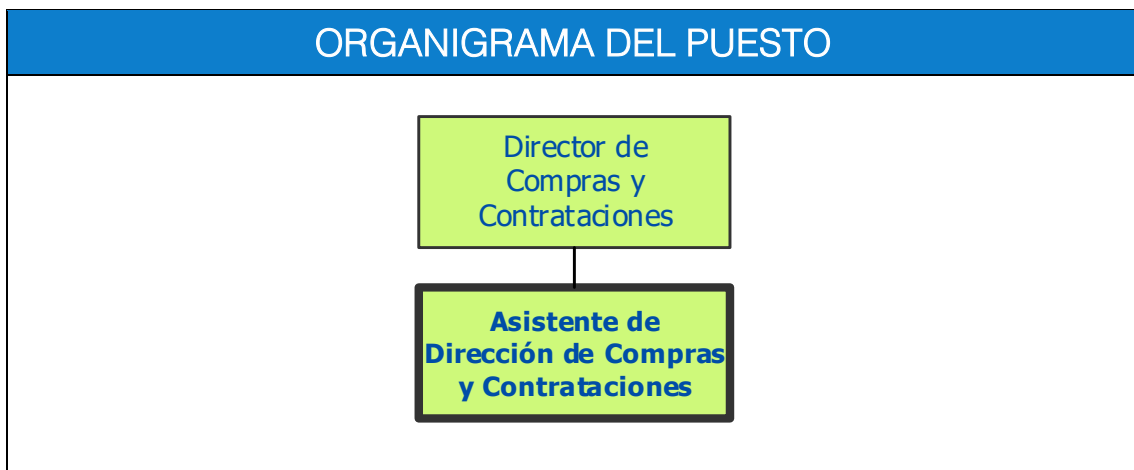 ORGANIGRAMA DEL PUESTO
Director de
Compras y
Contrataciones
Asistente de
Dirección de Compras
y Contrataciones